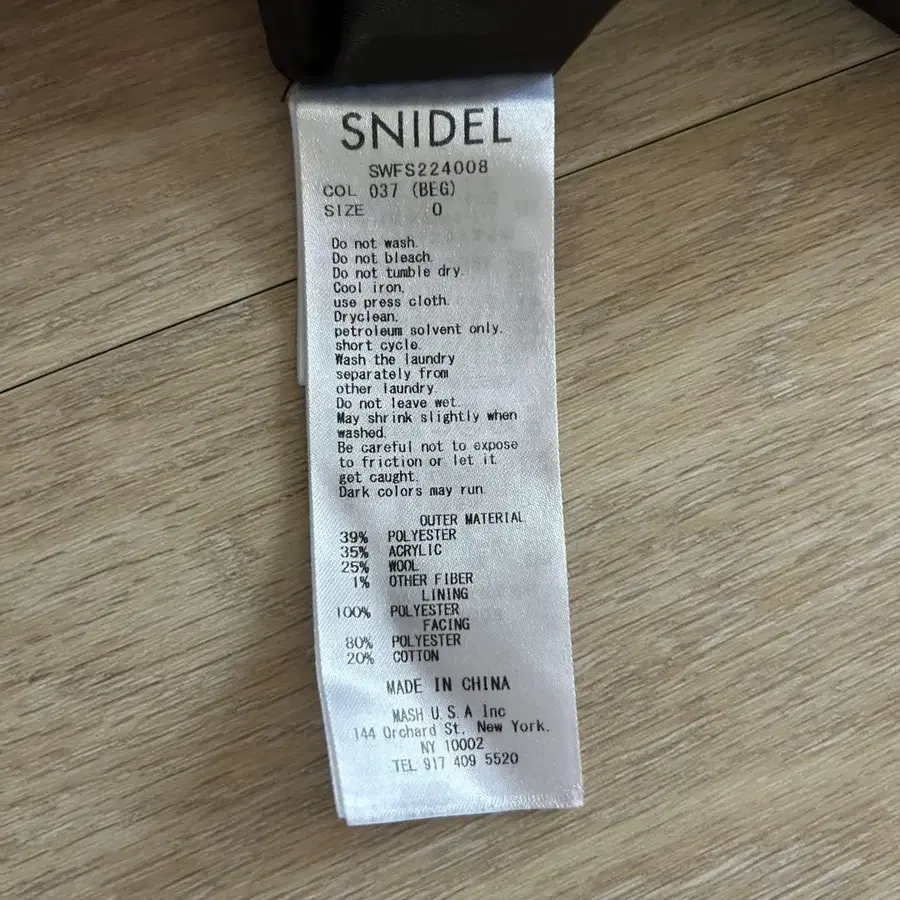 SNIDEL
SWFS224008
COL 037 (BEG)
SIZE 0
Do not wash.
Do not bleach.
Do not tumble dry.
Cool iron,
use press cloth.
Dryclean,
petroleum solvent only.
short cycle.
Wash the laundry
separately from
other laundry.
Do not leave wet.
May shrink slightly when
washed.
Be careful not to expose
to friction or let it
get caught.
Dark colors may run.
OUTER MATERIAL
39% POLYESTER
35% ACRYLIC
25% WOOL
1% OTHER FIBER
LINING
100% POLYESTER
FACING
80% POLYESTER
20% COTTON
MADE IN CHINA
MASH U.S.A Inc
144 Orchard St, New York,
NY 10002
TEL 917 409 5520